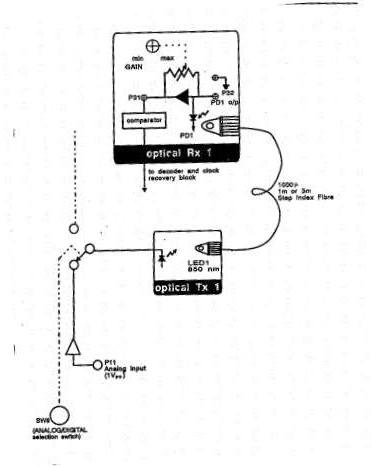 min max
GAIN
P31
P32
PD1 o/p
comparator
PD1
optical Rx 1
to decoder and clock
recovery block
1000µ
1m or 3m
Step Index Fibre
LED1
850 nm
optical Tx 1
P11
Analog Input
(1Vpp)
SW8
(ANALOG/DIGITAL
selection switch)